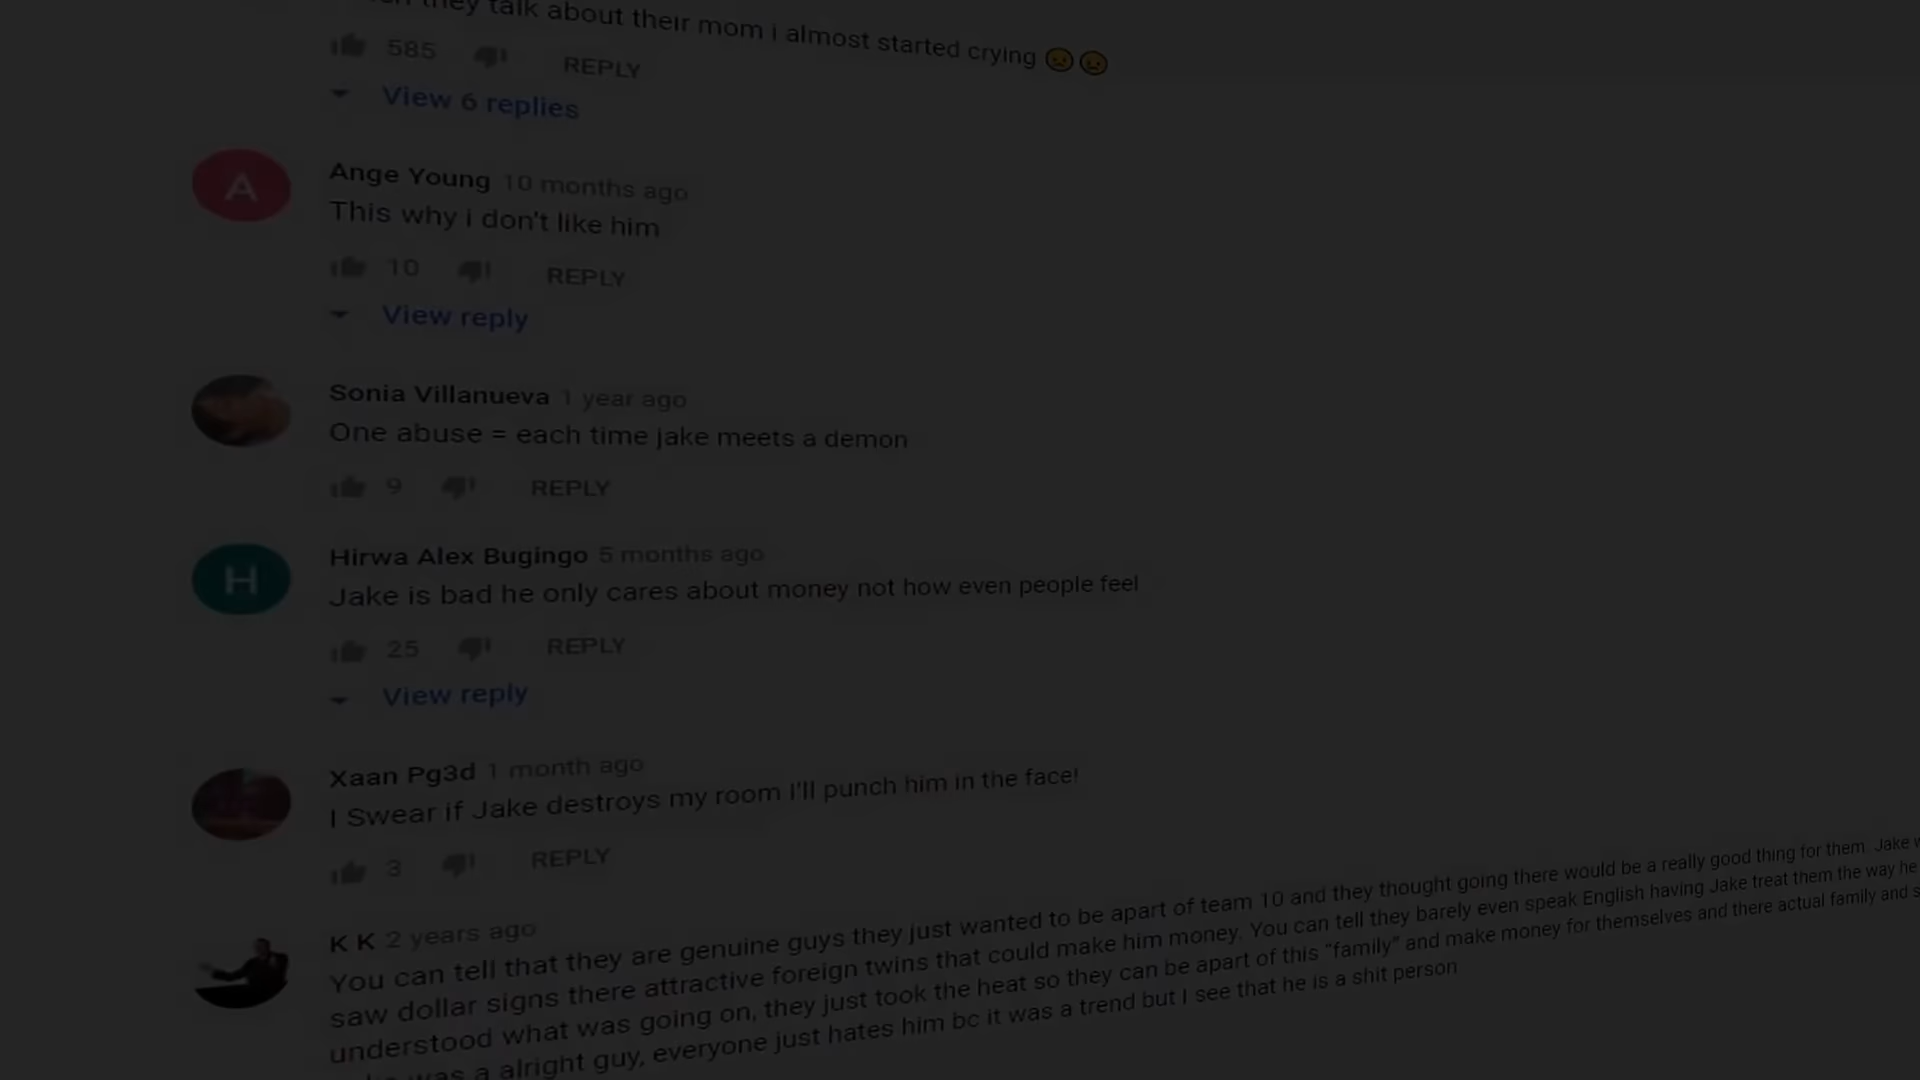 they talk about their mom i almost started crying
585 REPLY
View 6 replies
A
Ange Young 10 months ago
This why i don't like him
10 REPLY
View reply
Sonia Villanueva 1 year ago
One abuse = each time jake meets a demon
9 REPLY
H
Hirwa Alex Bugingo 5 months ago
Jake is bad he only cares about money not how even people feel
25 REPLY
View reply
Xaan Pg3d 1 month ago
I Swear if Jake destroys my room I'll punch him in the face!
3 REPLY
K K 2 years ago
You can tell that they are genuine guys they just wanted to be apart of team 10 and they thought going there would be a really good thing for them. Jake
saw dollar signs there attractive foreign twins that could make him money. You can tell they barely even speak English having Jake treat them the way he
understood what was going on, they just took the heat so they can be apart of this "family" and make money for themselves and there actual family and
was a alright guy, everyone just hates him bc it was a trend but I see that he is a shit person